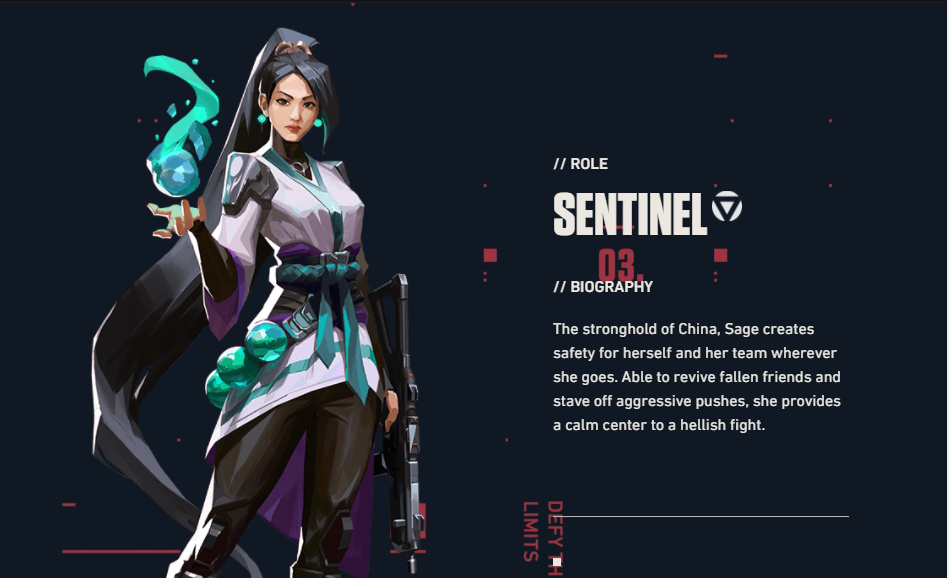 // ROLE
SENTINEL
03.
// BIOGRAPHY
The stronghold of China, Sage creates
safety for herself and her team wherever
she goes. Able to revive fallen friends and
stave off aggressive pushes, she provides
a calm center to a hellish fight.
DEFY TH
LIMITS